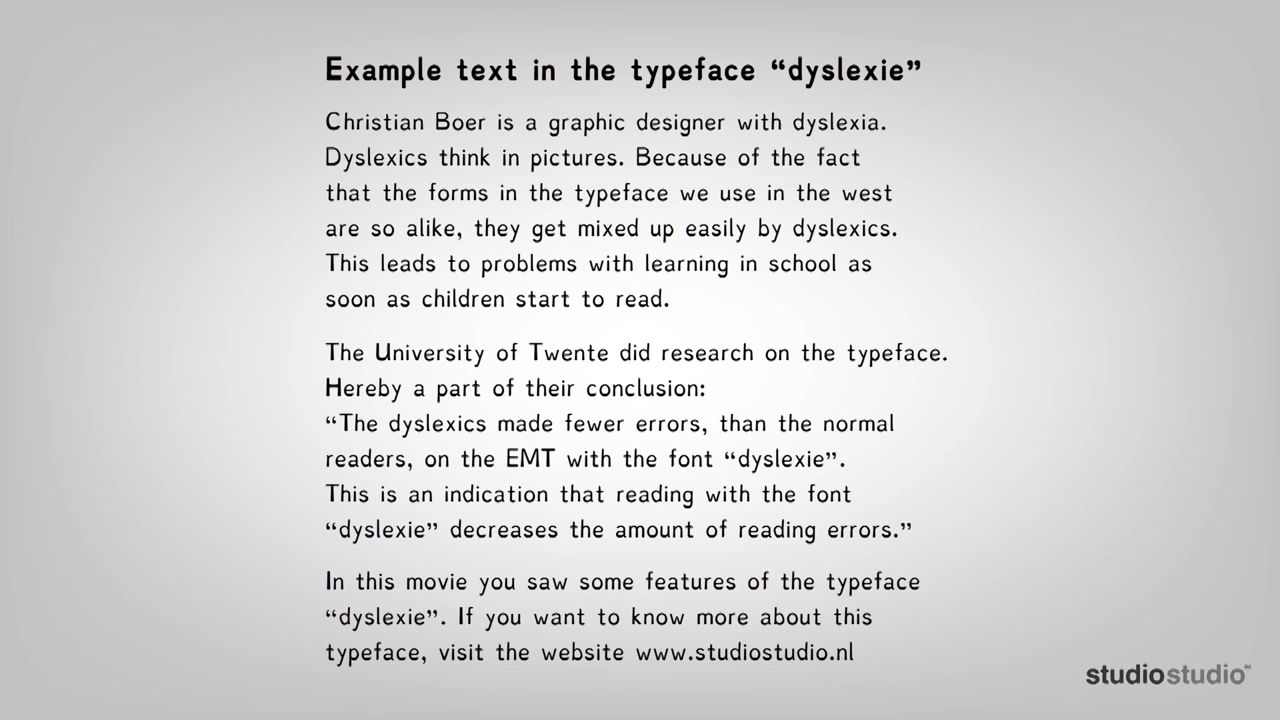 Example text in the typeface “dyslexie”
Christian Boer is a graphic designer with dyslexia.
Dyslexics think in pictures. Because of the fact
that the forms in the typeface we use in the west
are so alike, they get mixed up easily by dyslexics.
This leads to problems with learning in school as
soon as children start to read.
The University of Twente did research on the typeface.
Hereby a part of their conclusion:
“The dyslexics made fewer errors, than the normal
readers, on the EMT with the font “dyslexie”.
This is an indication that reading with the font
“dyslexie” decreases the amount of reading errors.”
In this movie you saw some features of the typeface
“dyslexie”. If you want to know more about this
typeface, visit the website www.studiostudio.nl
studiostudio